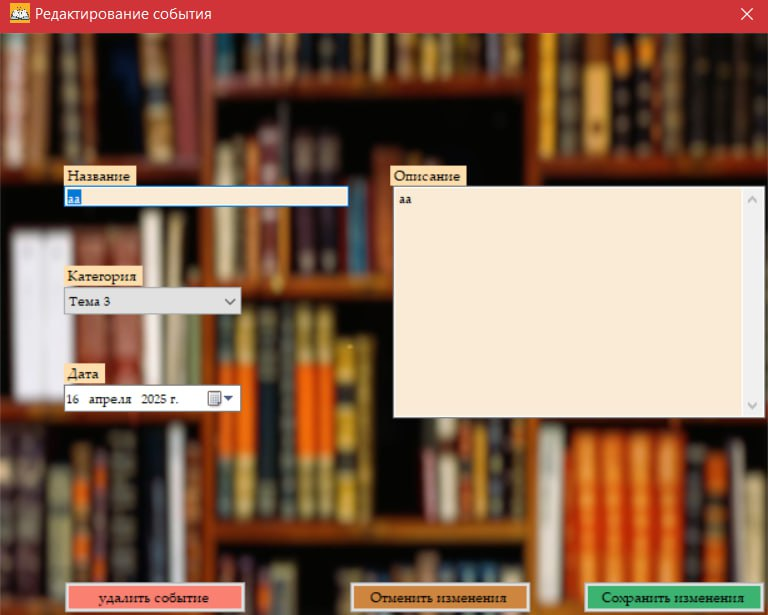 Редактирование события
Название
аа
Описание
аа
Категория
Тема 3
Дата
16 апреля 2025 г.
удалить событие
Отменить изменения
Сохранить изменения